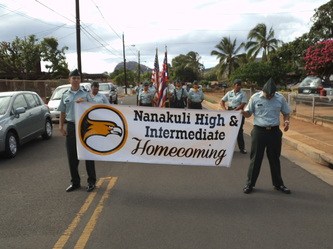 Nanakuli High &
Intermediate
Homecoming